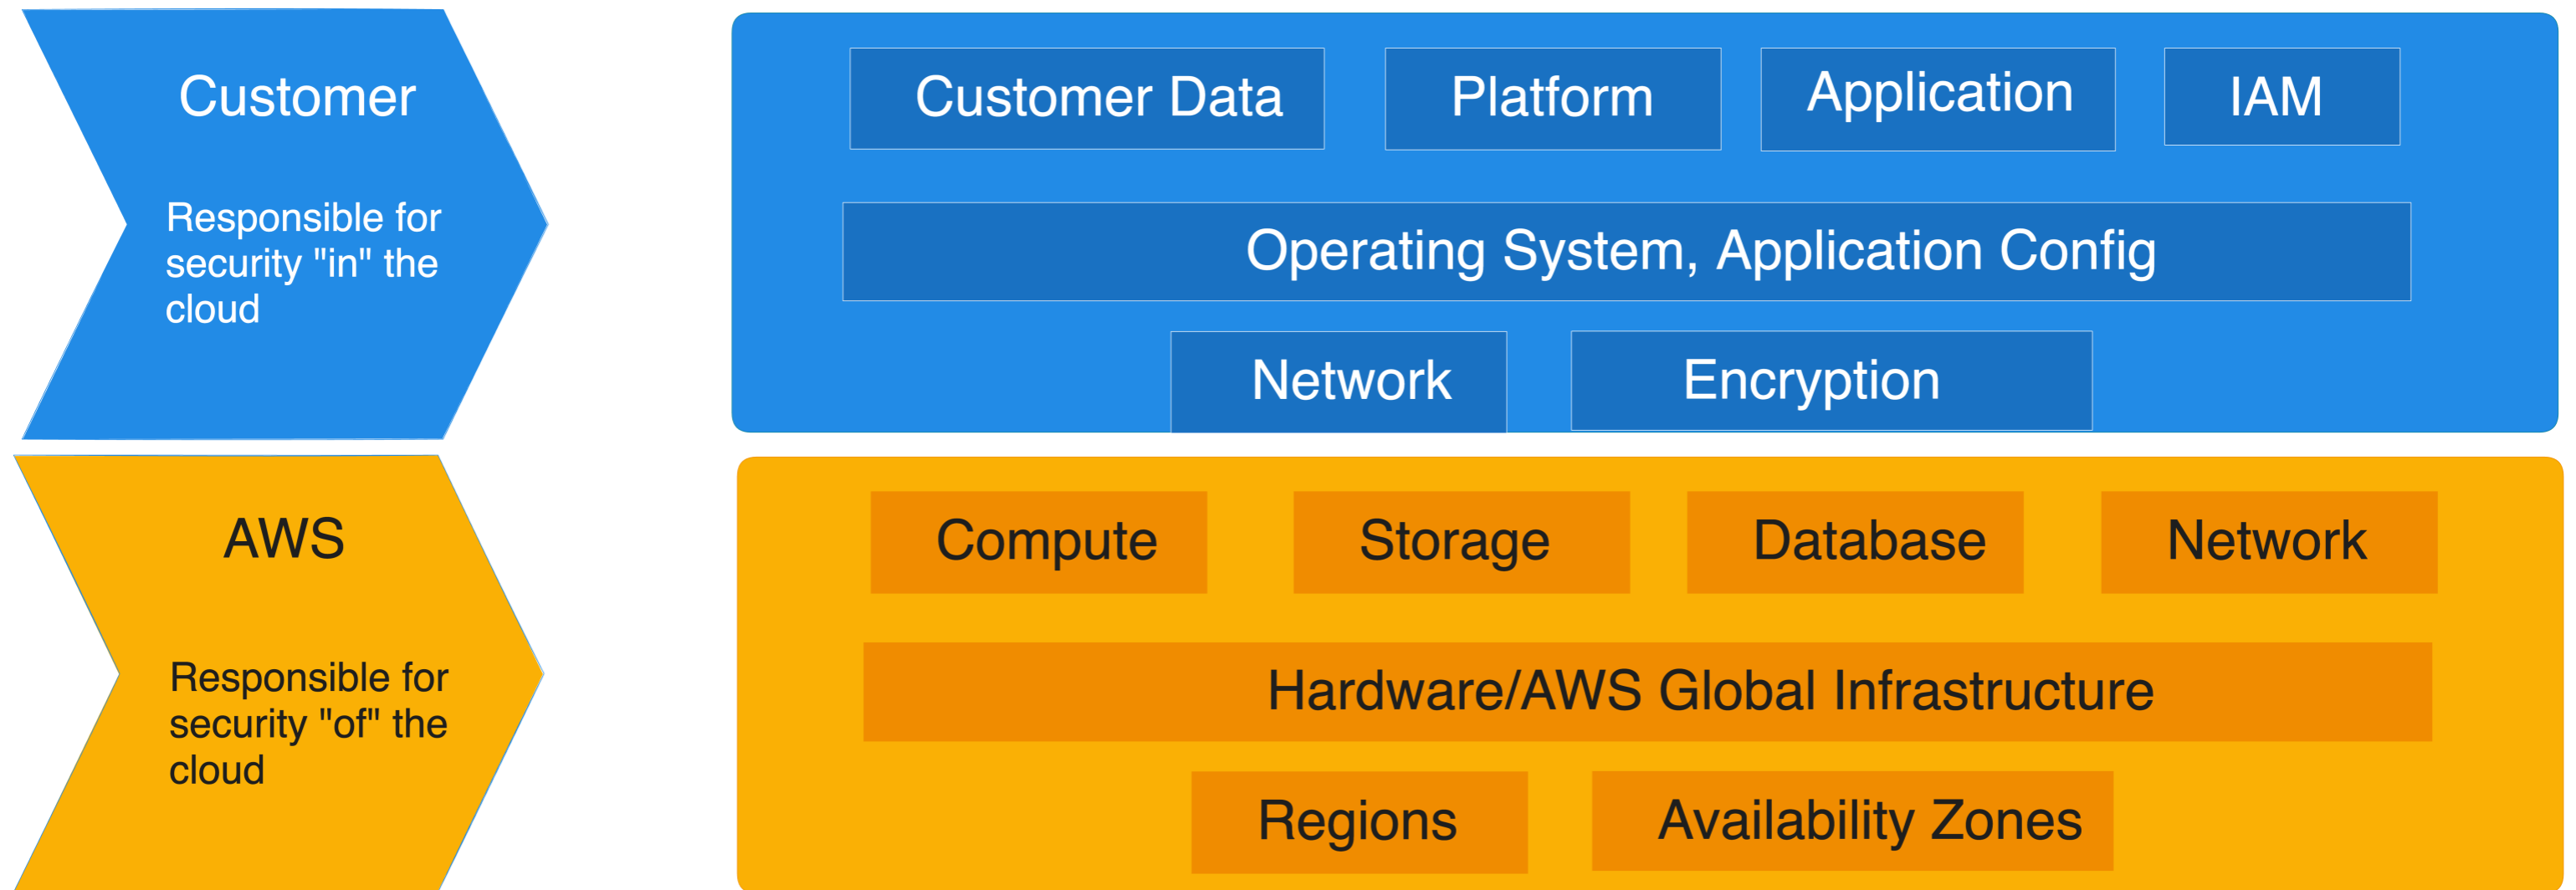 Customer
Responsible for
security "in" the
cloud
Customer Data
Platform
Application
IAM
Operating System, Application Config
Network
Encryption
AWS
Responsible for
security "of" the
cloud
Compute
Storage
Database
Network
Hardware/AWS Global Infrastructure
Regions
Availability Zones